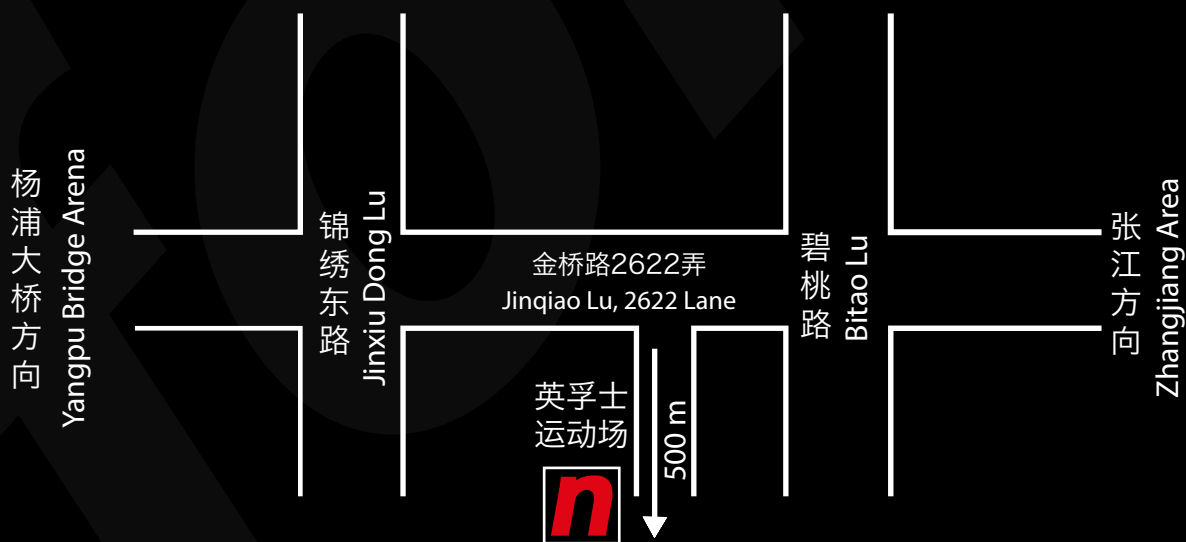 杨浦大桥方向
Yangpu Bridge Arena
锦绣东路
Jinxiu Dong Lu
金桥路2622弄
Jinqiao Lu, 2622 Lane
碧桃路
Bitao Lu
张江方向
Zhangjiang Area
英孚士
运动场
500 m
n